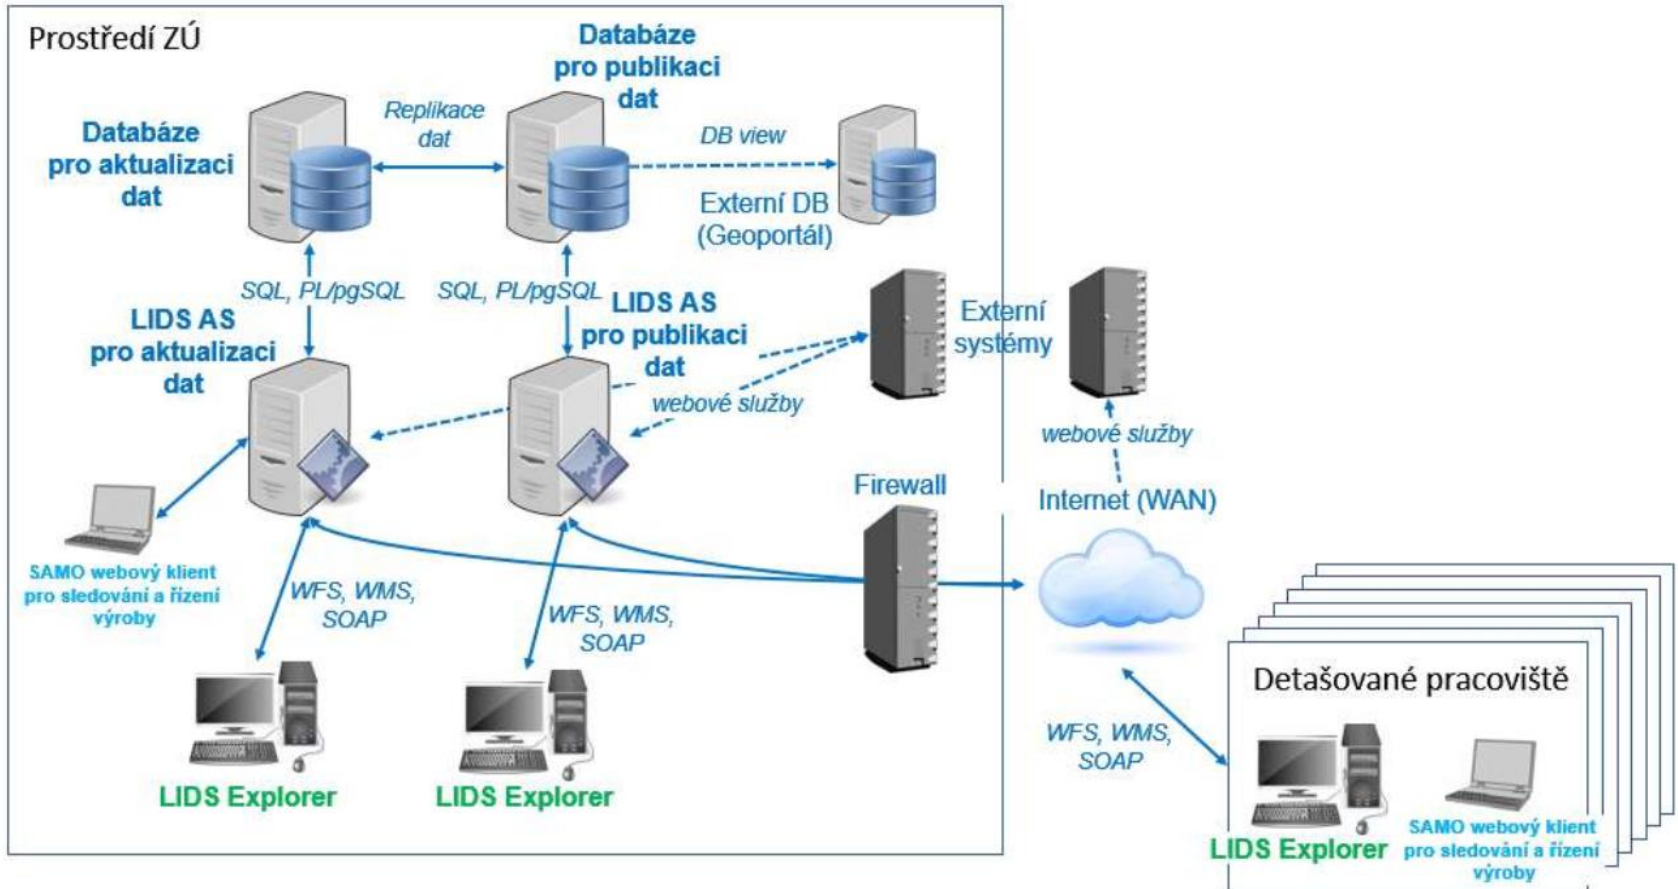 Prostředí ZÚ
Databáze
pro publikaci
dat
Replikace
dat
DB view
Databáze
pro aktualizaci
dat
Externí DB
(Geoportál)
SQL, PL/pgSQL
SQL, PL/pgSQL
LIDS AS
pro aktualizaci
dat
LIDS AS
pro publikaci
dat
Externí
systémy
webové služby
webové služby
Firewall
Internet (WAN)
SAMO webový klient
pro sledování a řízení
výroby
WFS, WMS,
SOAP
WFS, WMS,
SOAP
LIDS Explorer
LIDS Explorer
WFS, WMS,
SOAP
Detašované pracoviště
LIDS Explorer
SAMO webový klient
pro sledování a řízení
výroby